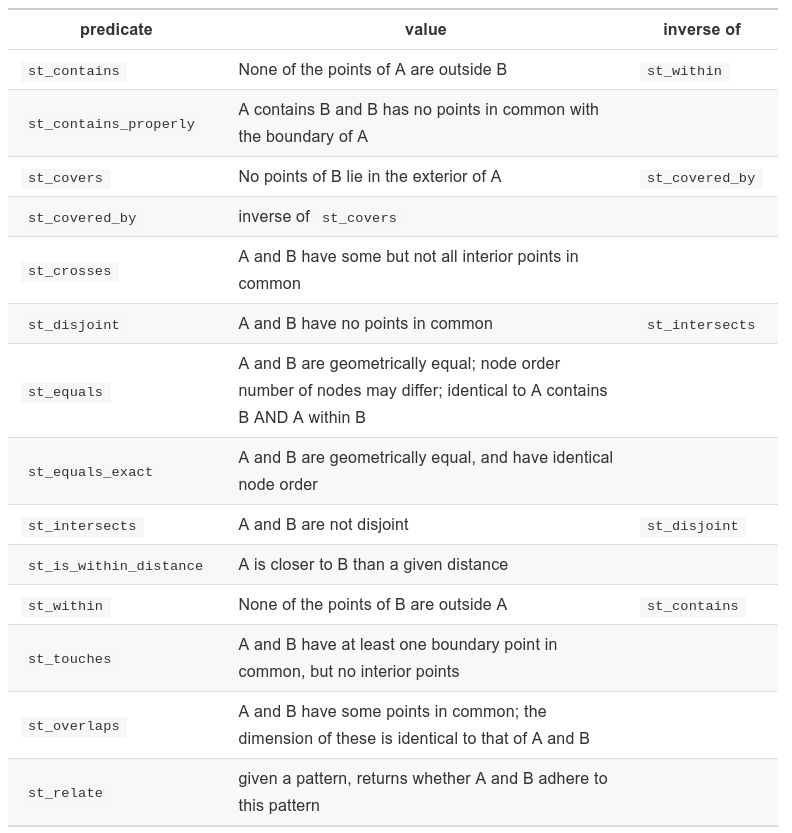 predicate value inverse of
st_contains None of the points of A are outside B st_within
st_contains_properly A contains B and B has no points in common with
the boundary of A
st_covers No points of B lie in the exterior of A st_covered_by
st_covered_by inverse of st_covers
st_crosses A and B have some but not all interior points in
common
st_disjoint A and B have no points in common st_intersects
st_equals A and B are geometrically equal; node order
number of nodes may differ; identical to A contains
B AND A within B
st_equals_exact A and B are geometrically equal, and have identical
node order
st_intersects A and B are not disjoint st_disjoint
st_is_within_distance A is closer to B than a given distance
st_within None of the points of B are outside A st_contains
st_touches A and B have at least one boundary point in
common, but no interior points
st_overlaps A and B have some points in common; the
dimension of these is identical to that of A and B
st_relate given a pattern, returns whether A and B adhere to
this pattern